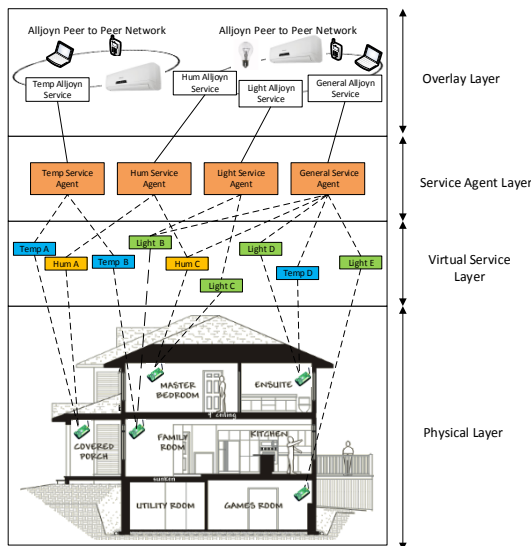 Alljoyn Peer to Peer Network
Alljoyn Peer to Peer Network
Temp Alljoyn
Service
Hum Alljoyn
Service
Light Alljoyn
Service
General Alljoyn
Service
Overlay Layer
Temp Service
Agent
Hum Service
Agent
Light Service
Agent
General Service
Agent
Service Agent Layer
Temp A
Hum A
Temp B
Light B
Hum C
Light C
Light D
Temp D
Light E
Virtual Service
Layer
MASTER
BEDROOM
ENSUITE
9' ceiling
COVERED
PORCH
FAMILY
ROOM
KITCHEN
sunken
UTILITY ROOM
GAMES ROOM
Physical Layer